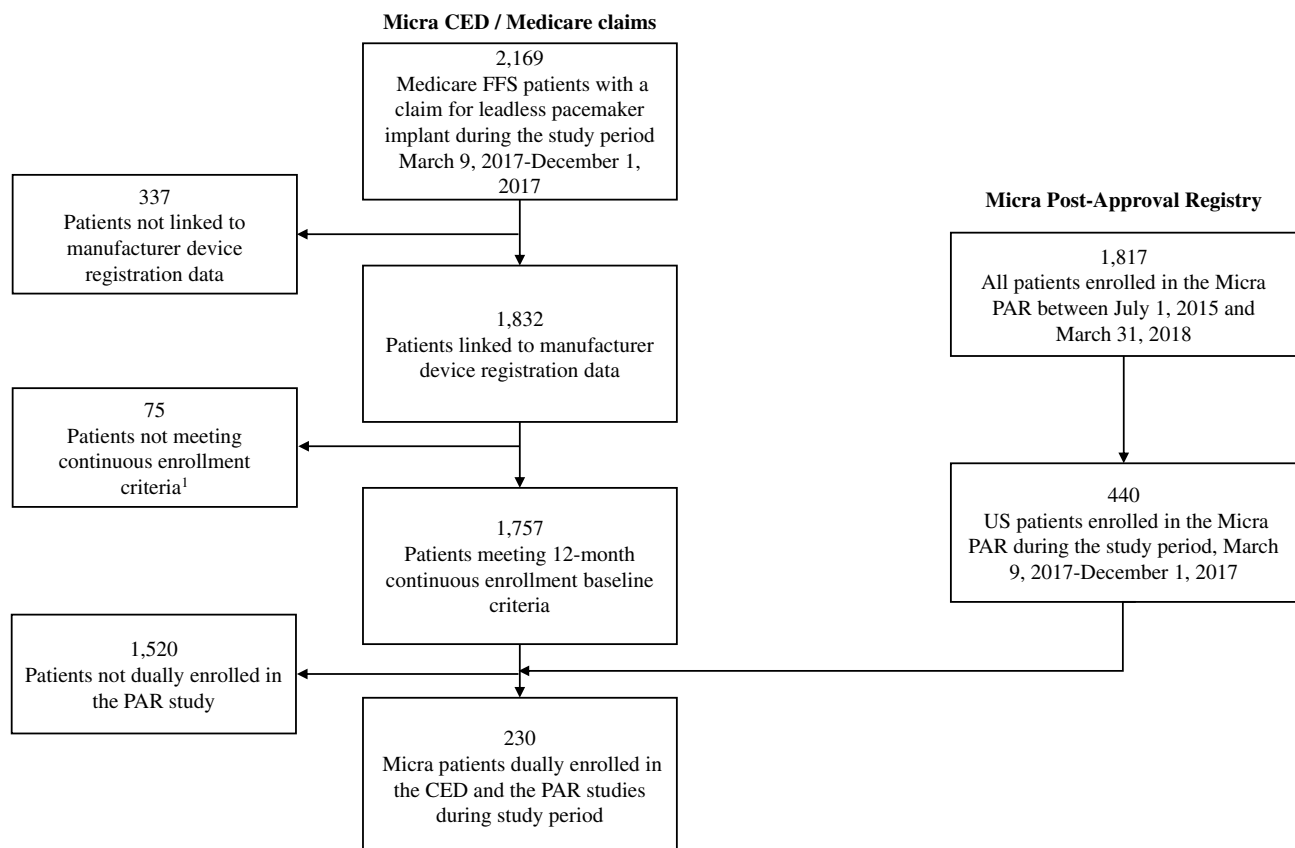 Micra CED / Medicare claims
2,169
Medicare FFS patients with a
claim for leadless pacemaker
implant during the study period
March 9, 2017-December 1,
2017
337
Patients not linked to
manufacturer device
registration data
Micra Post-Approval Registry
1,817
All patients enrolled in the Micra
PAR between July 1, 2015 and
March 31, 2018
1,832
Patients linked to manufacturer
device registration data
75
Patients not meeting
continuous enrollment
criteria¹
440
US patients enrolled in the Micra
PAR during the study period, March
9, 2017-December 1, 2017
1,757
Patients meeting 12-month
continuous enrollment baseline
criteria
1,520
Patients not dually enrolled in
the PAR study
230
Micra patients dually enrolled in
the CED and the PAR studies
during study period